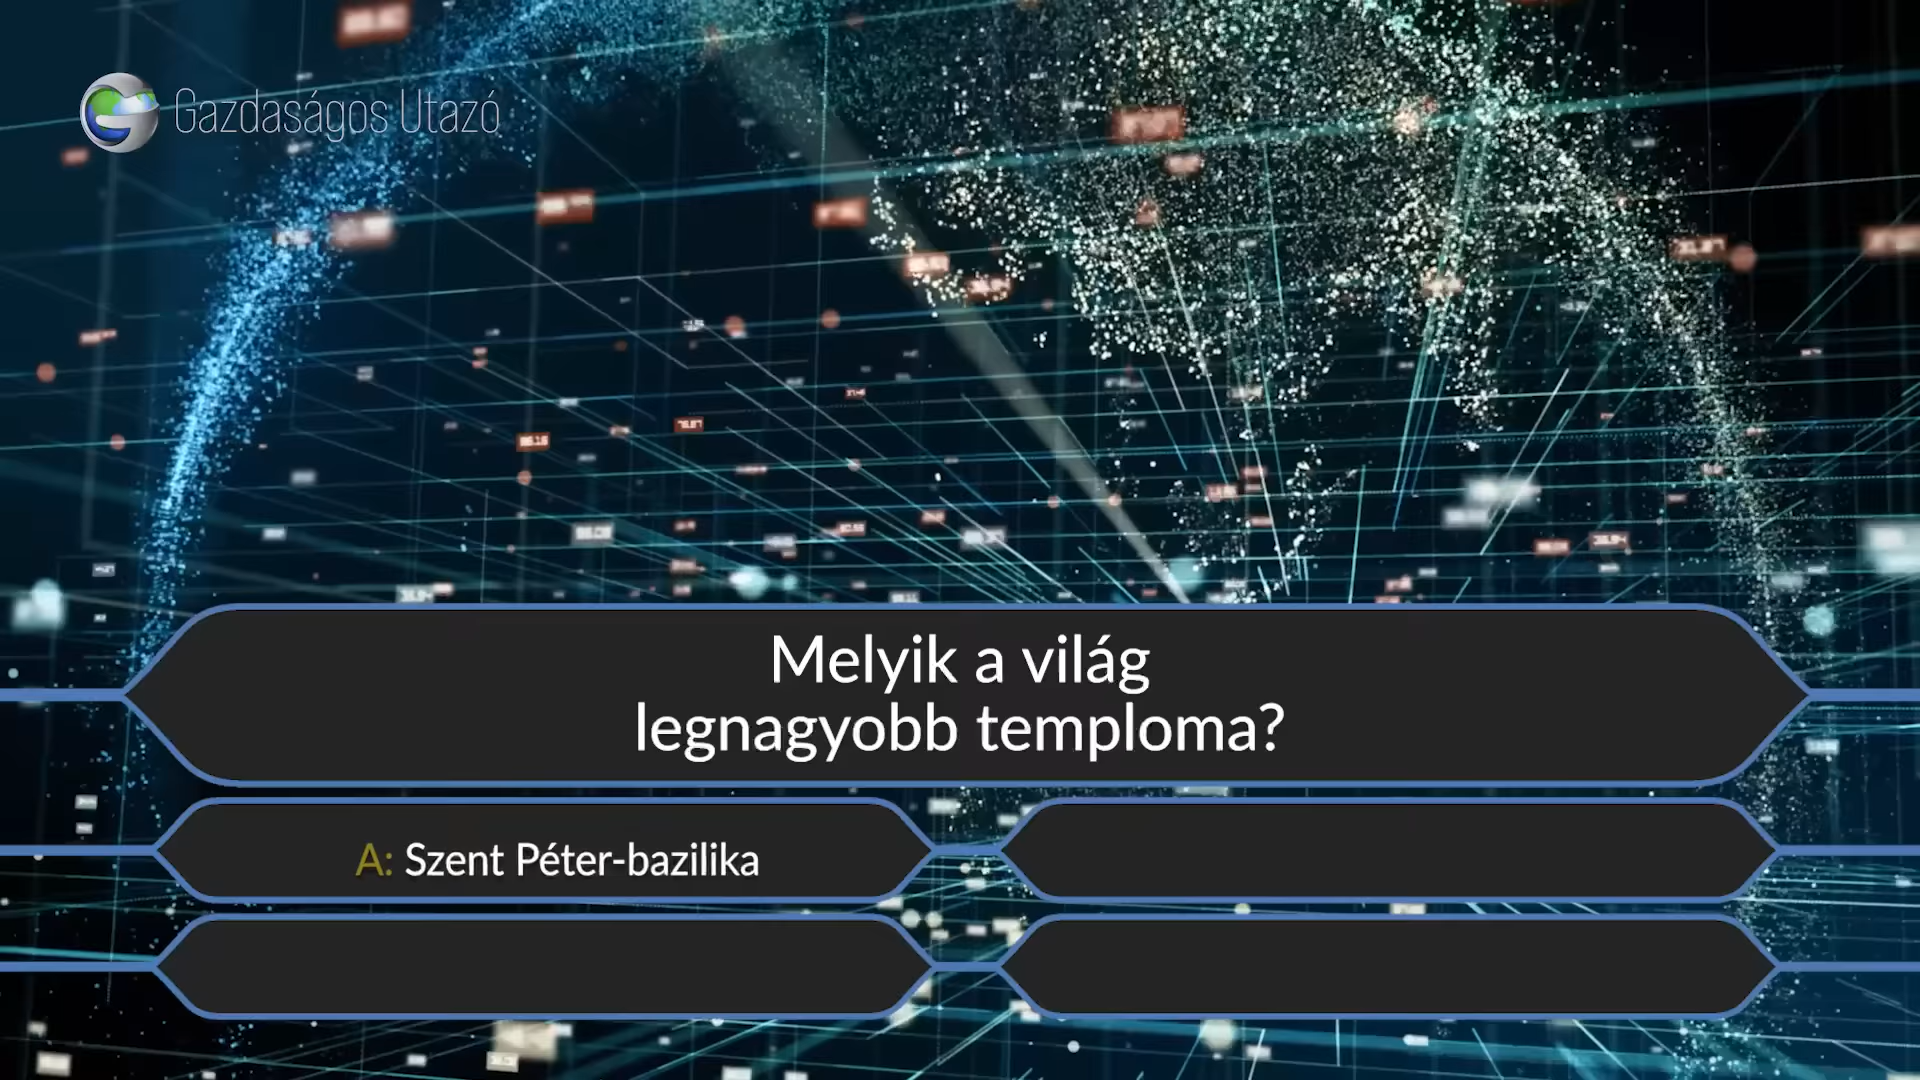 Gazdaságos Utazó
Melyik a világ
legnagyobb temploma?
A: Szent Péter-bazilika